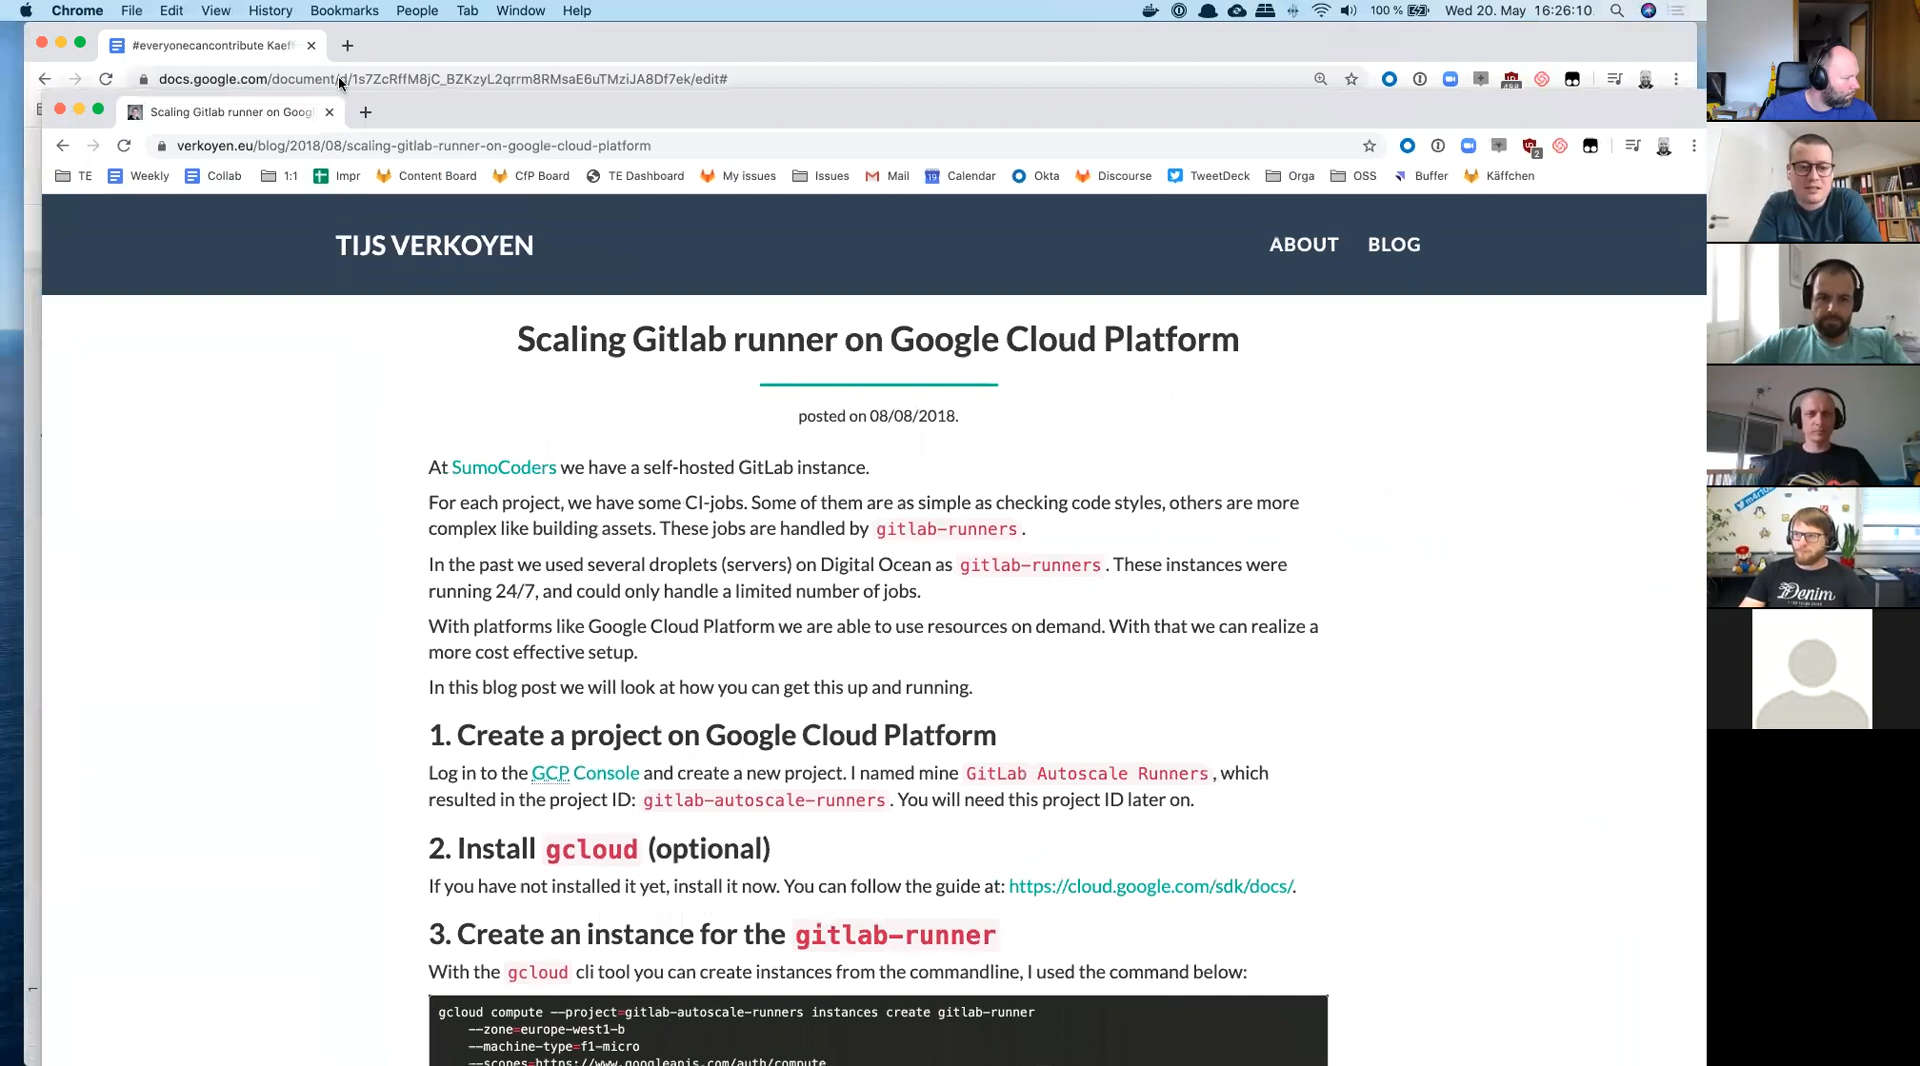 Chrome File Edit View History Bookmarks People Tab Window Help 100 % Wed 20. May 16:26:10
#everyonecancontribute Kaef
docs.google.com/document/d/1s7ZcRffM8jC_BZKzyL2qrrm8RMsaE6uTMziJA8Df7ek/edit#
Scaling Gitlab runner on Goog
verkoyen.eu/blog/2018/08/scaling-gitlab-runner-on-google-cloud-platform
TE Weekly Collab 1:1 Impr Content Board CfP Board TE Dashboard My issues Issues Mail Calendar Okta Discourse TweetDeck Orga OSS Buffer Käffchen
TIJS VERKOYEN ABOUT BLOG
Scaling Gitlab runner on Google Cloud Platform
posted on 08/08/2018.
At SumoCoders we have a self-hosted GitLab instance.
For each project, we have some CI-jobs. Some of them are as simple as checking code styles, others are more
complex like building assets. These jobs are handled by gitlab-runners.
In the past we used several droplets (servers) on Digital Ocean as gitlab-runners. These instances were
running 24/7, and could only handle a limited number of jobs.
With platforms like Google Cloud Platform we are able to use resources on demand. With that we can realize a
more cost effective setup.
In this blog post we will look at how you can get this up and running.
1. Create a project on Google Cloud Platform
Log in to the GCP Console and create a new project. I named mine GitLab Autoscale Runners, which
resulted in the project ID: gitlab-autoscale-runners. You will need this project ID later on.
2. Install gcloud (optional)
If you have not installed it yet, install it now. You can follow the guide at: https://cloud.google.com/sdk/docs/.
3. Create an instance for the gitlab-runner
With the gcloud cli tool you can create instances from the commandline, I used the command below:
gcloud compute --project=gitlab-autoscale-runners instances create gitlab-runner
--zone=europe-west1-b
--machine-type=f1-micro
--scopes=https://www.googleapis.com/auth/compute
Denim